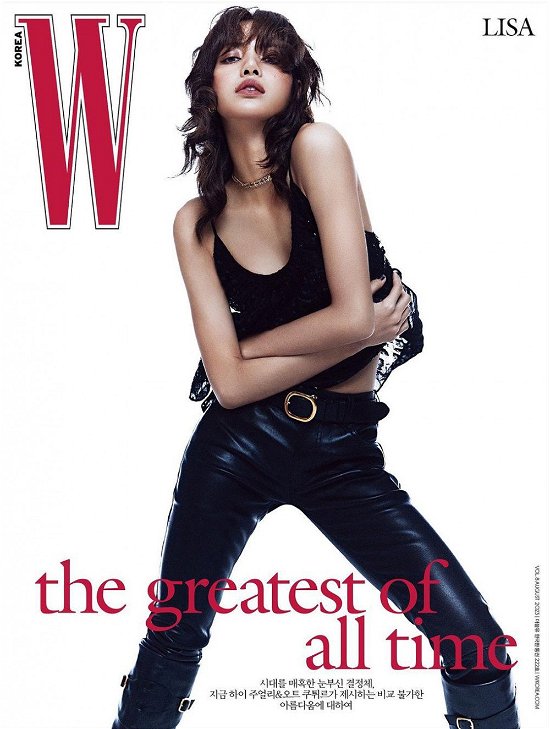 KOREA
W
LISA
the greatest of
all time
시대를 매혹한 눈부신 결정체,
지금 하이 주얼리&오트 쿠튀르가 제시하는 비교 불가한
아름다움에 대하여
WKOREA.COM